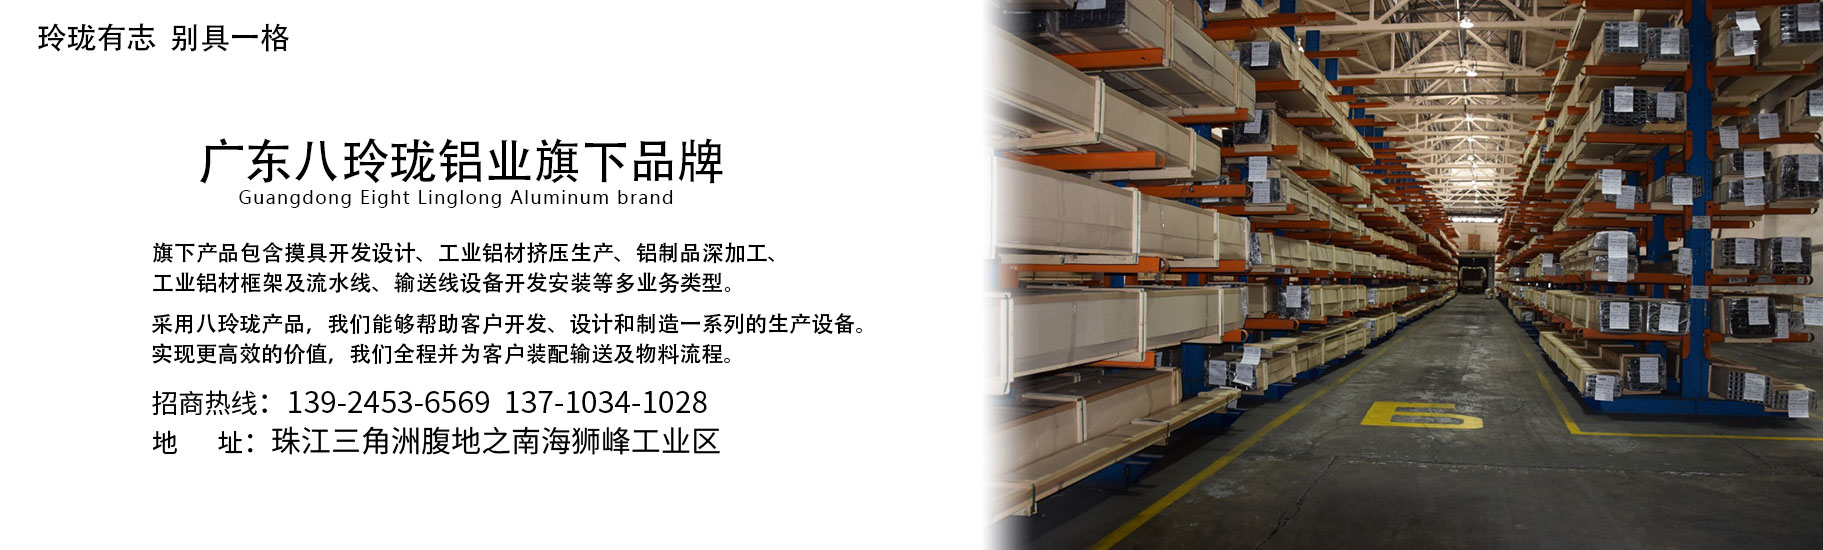 玲珑有志 别具一格
广东八玲珑铝业旗下品牌
Guangdong Eight Linglong Aluminum brand
旗下产品包含摸具开发设计、工业铝材挤压生产、铝制品深加工、
工业铝材框架及流水线、输送线设备开发安装等多业务类型。
采用八玲珑产品，我们能够帮助客户开发、设计和制造一系列的生产设备。
实现更高效的价值，我们全程并为客户装配输送及物料流程。
招商热线：139-2453-6569 137-1034-1028
地 址：珠江三角洲腹地之南海狮峰工业区